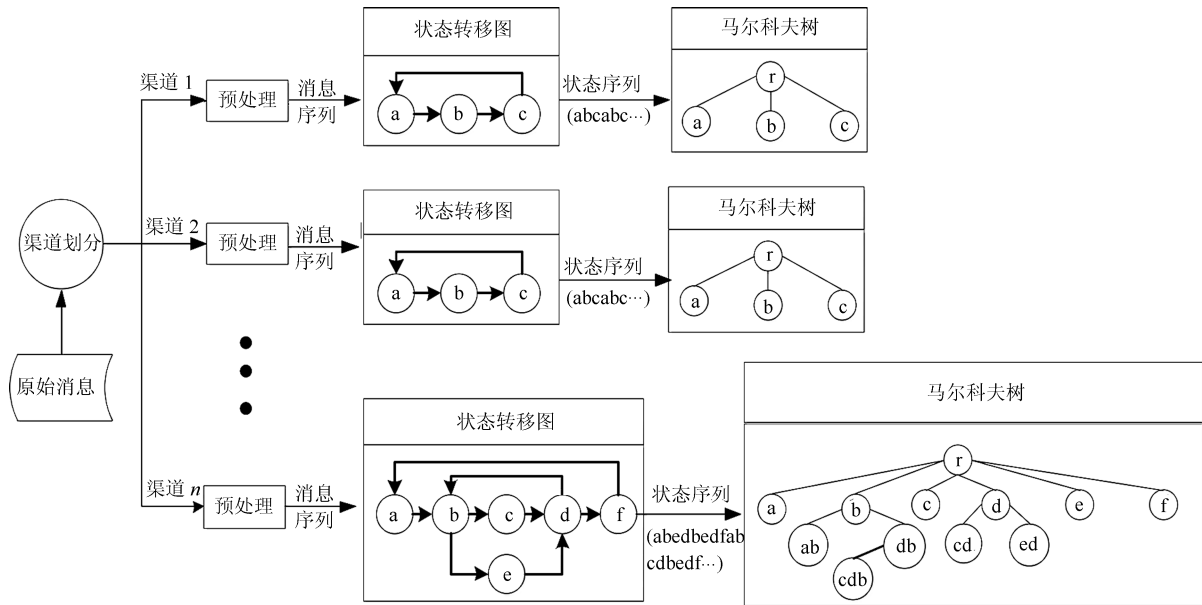 原始消息
渠道划分
渠道 1
预处理
消息
序列
状态转移图
a
b
c
状态序列
(abcabc···)
马尔科夫树
r
a
b
c
渠道 2
预处理
消息
序列
状态转移图
a
b
c
状态序列
(abcabc···)
马尔科夫树
r
a
b
c
渠道 n
预处理
消息
序列
状态转移图
a
b
c
d
f
e
状态序列
(abedbedfab
cdbedf···)
马尔科夫树
r
a
b
c
d
e
f
ab
db
cd
ed
cdb